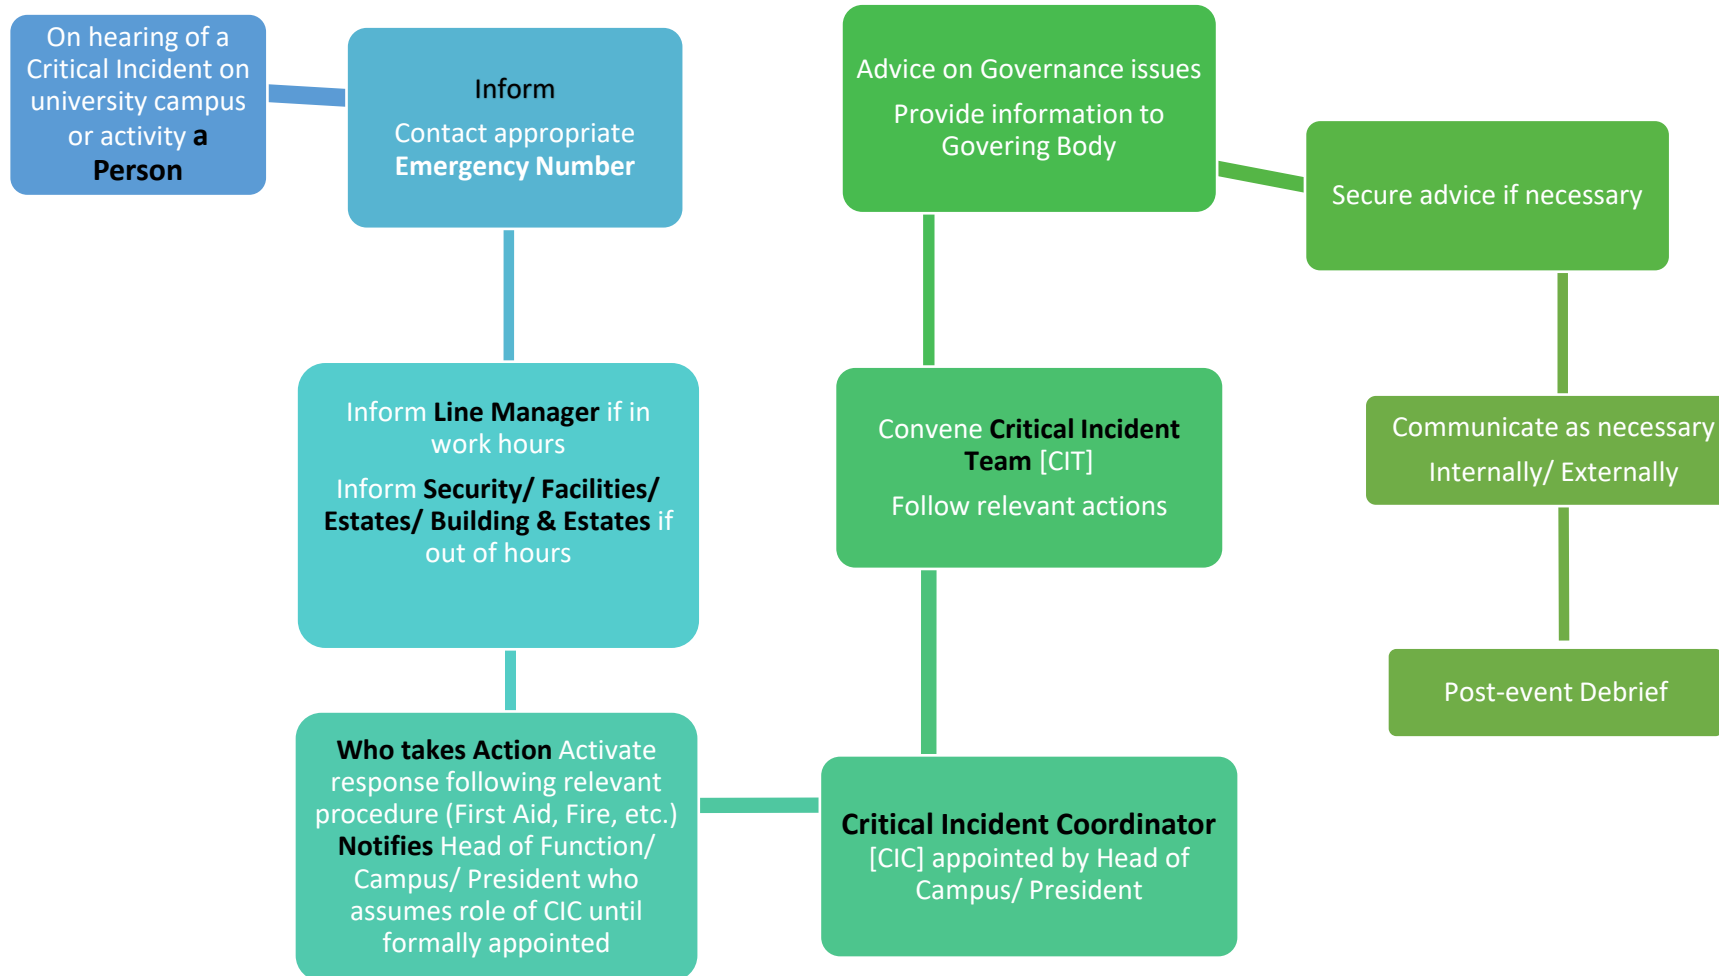 On hearing of a
Critical Incident on
university campus
or activity a
Person
Inform
Contact appropriate
Emergency Number
Inform Line Manager if in
work hours
Inform Security/ Facilities/
Estates/ Building & Estates if
out of hours
Who takes Action Activate
response following relevant
procedure (First Aid, Fire, etc.)
Notifies Head of Function/
Campus/ President who
assumes role of CIC until
formally appointed
Critical Incident Coordinator
[CIC] appointed by Head of
Campus/ President
Convene Critical Incident
Team [CIT]
Follow relevant actions
Advice on Governance issues
Provide information to
Governing Body
Secure advice if necessary
Communicate as necessary
Internally/ Externally
Post-event Debrief